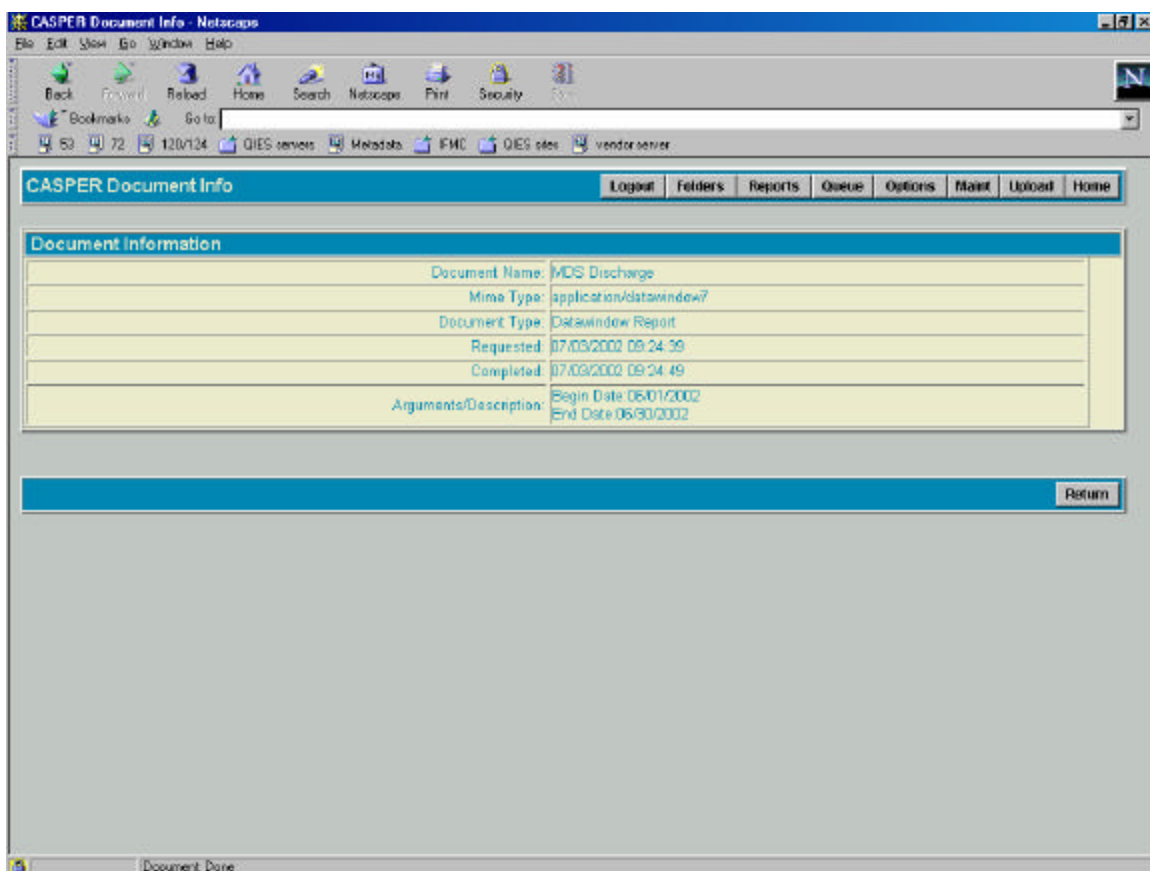 CASPER Document Info - Netscape
File Edit View Go Window Help
Back Forward Reload Home Search Netscape Print Security Stop
Bookmarks Go to:
53 72 120/124 QIES servers Metadata IFMC QIES sites vendor server
CASPER Document Info Logout Folders Reports Queue Options Maint Upload Home
Document Information
Document Name: MDS Discharge
Mime Type: application/datawindow7
Document Type: Datawindow Report
Requested: 07/03/2002 09:24:39
Completed: 07/03/2002 09:24:49
Arguments/Description: Begin Date:06/01/2002
End Date:06/30/2002
Return
Document: Done